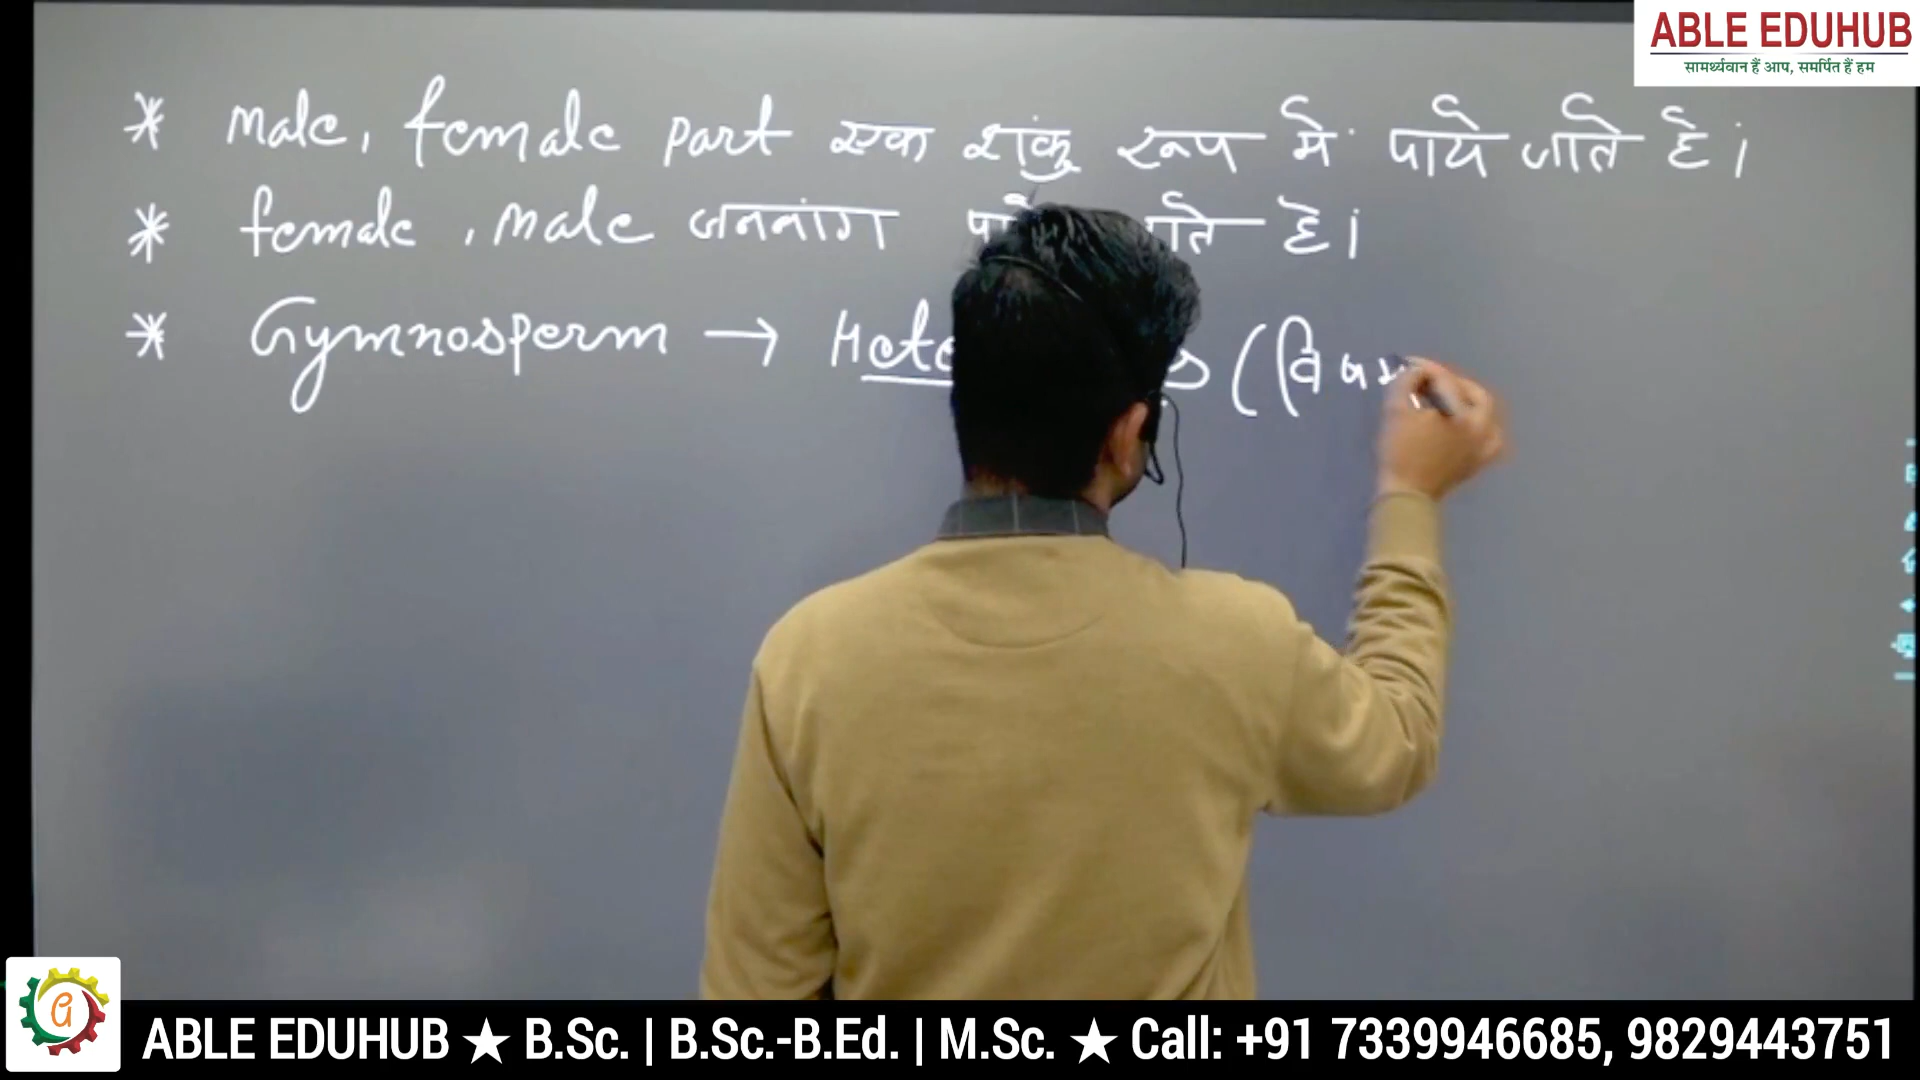 ABLE EDUHUB
सामर्थ्यवान हैं आप, समर्पित हैं हम
* Male, female part एक शंकु रूप में पाये जाते है।
* female, male जननांग है।
* Gymnosperm → (विषम
ABLE EDUHUB ★ B.Sc. | B.Sc.-B.Ed. | M.Sc. ★ Call: +91 7339946685, 9829443751